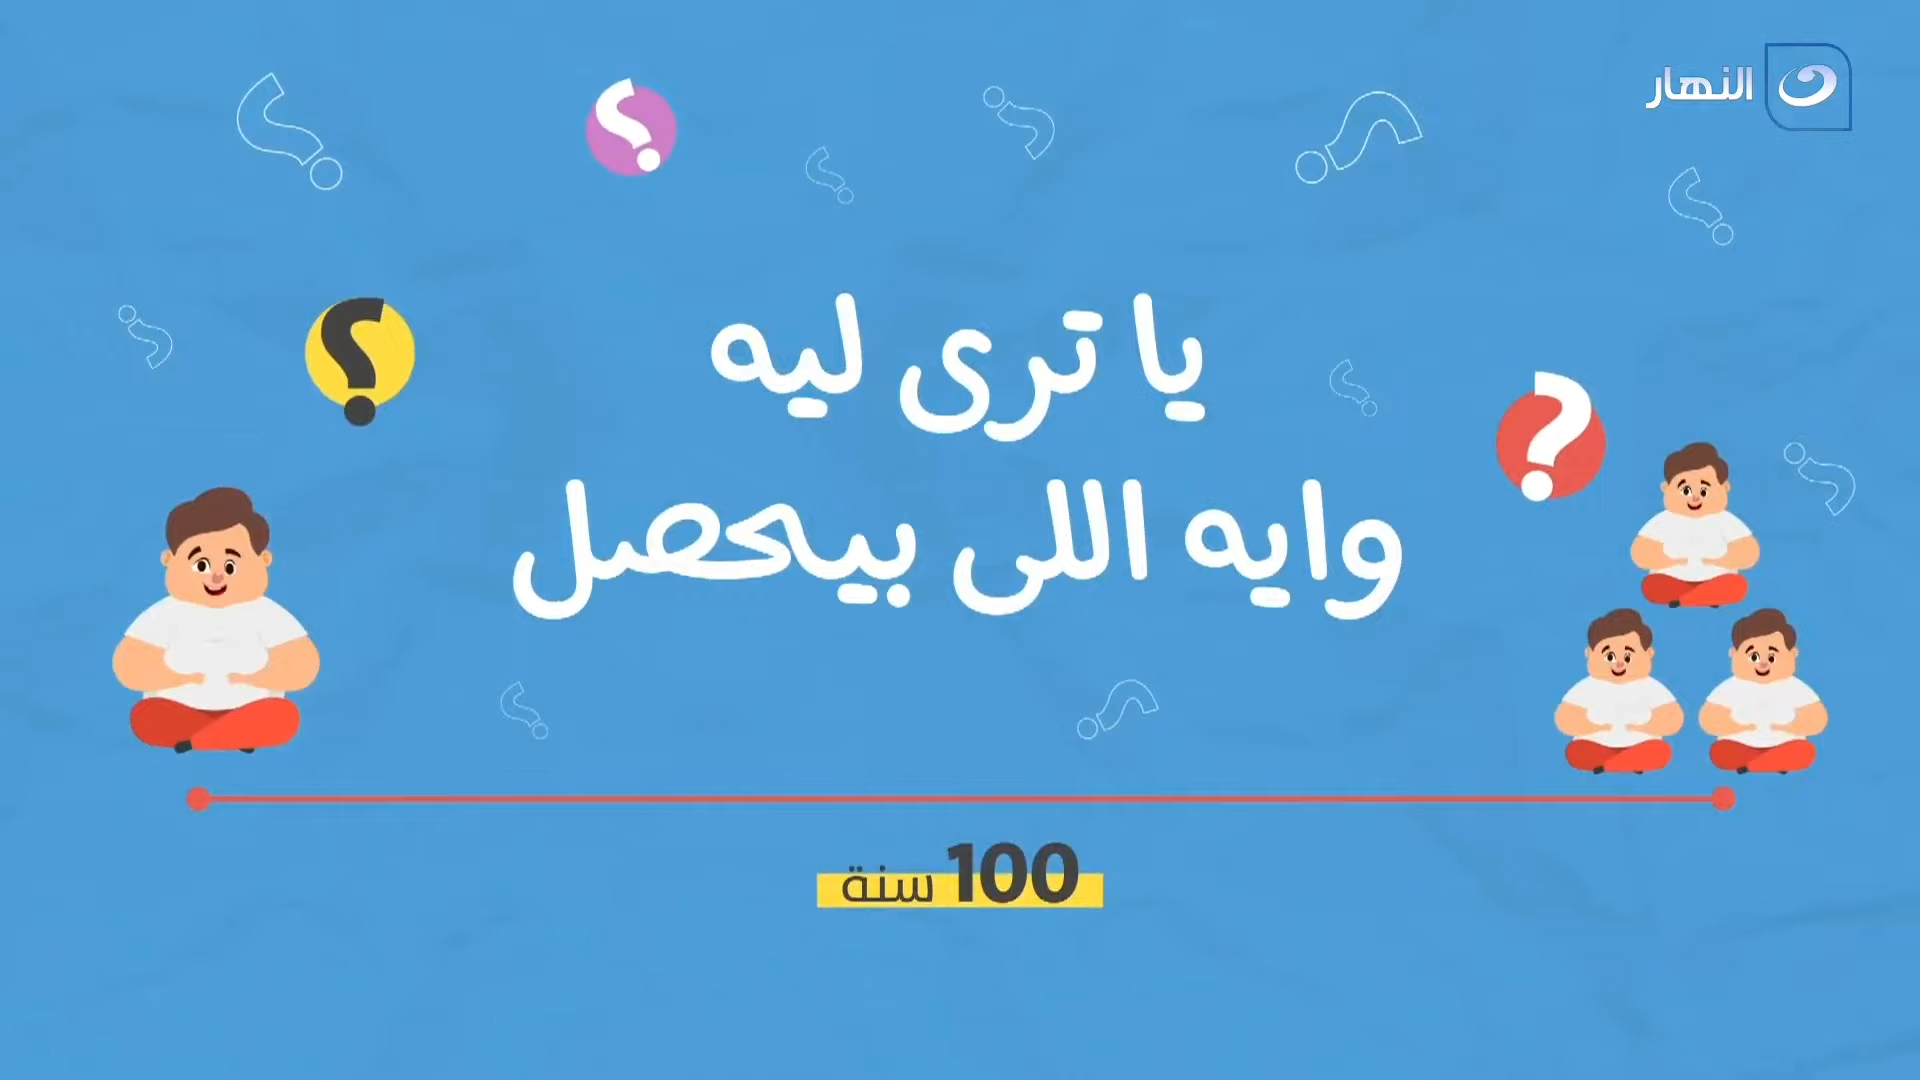 النهار
يا ترى ليه
وايه اللى بيحصل
100 سنة